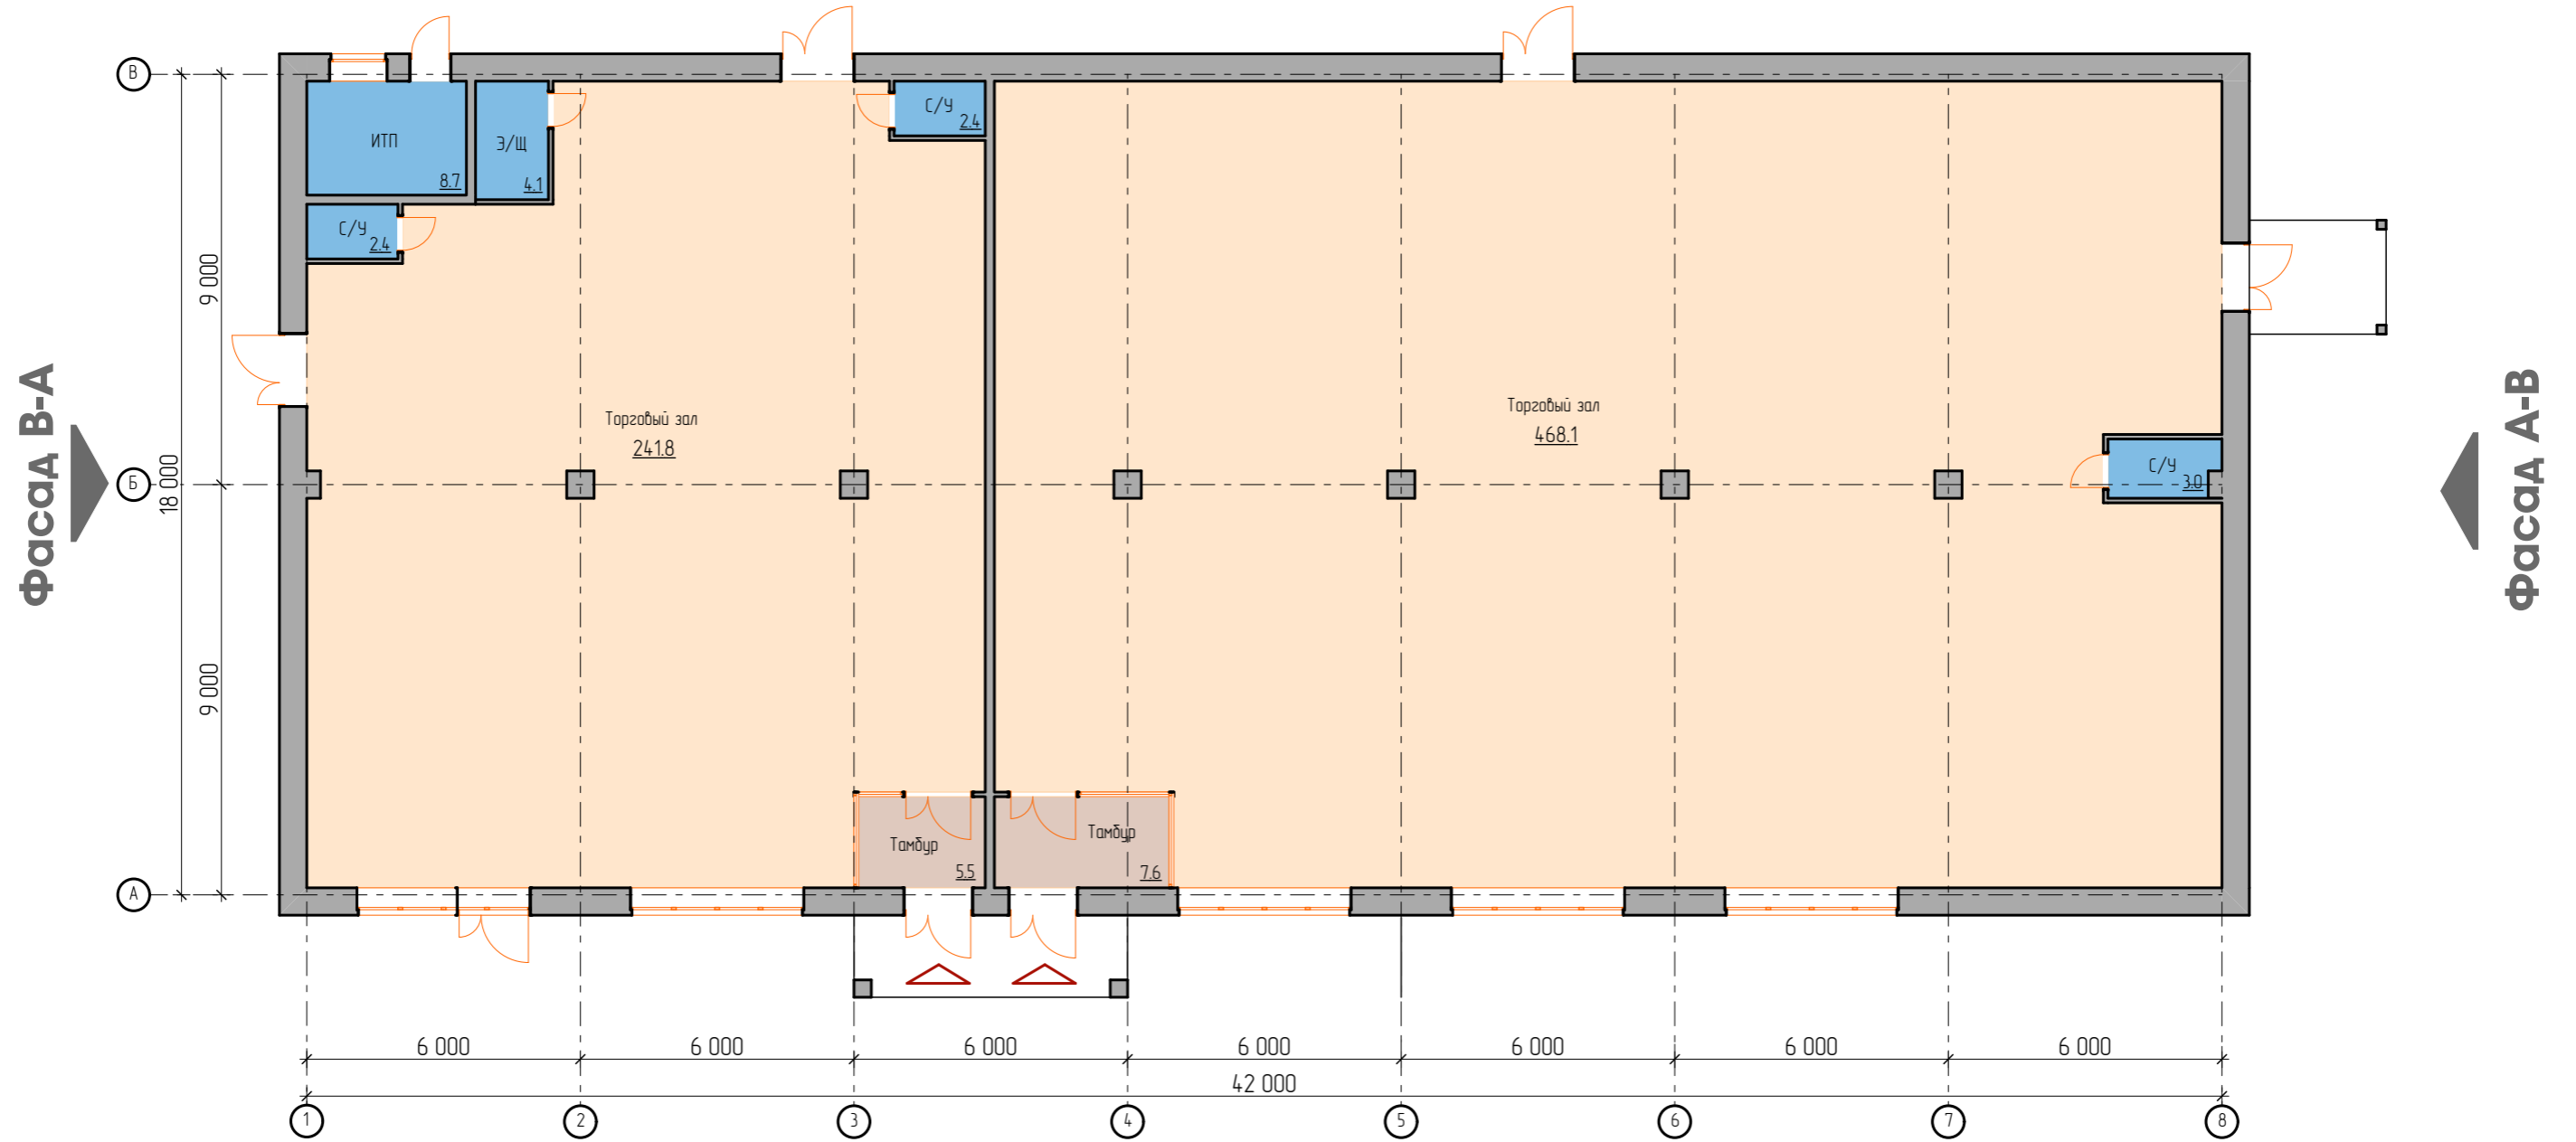 В
ИТП
8.7
Э/Щ
4.1
С/У
2.4
С/У
2.4
9 000
18 000
Фасад В-А
Фасад А-В
Торговый зал
241.8
Торговый зал
468.1
Б
С/У
3.0
9 000
Тамбур
5.5
Тамбур
7.6
А
6 000
6 000
6 000
6 000
6 000
6 000
6 000
42 000
1
2
3
4
5
6
7
8